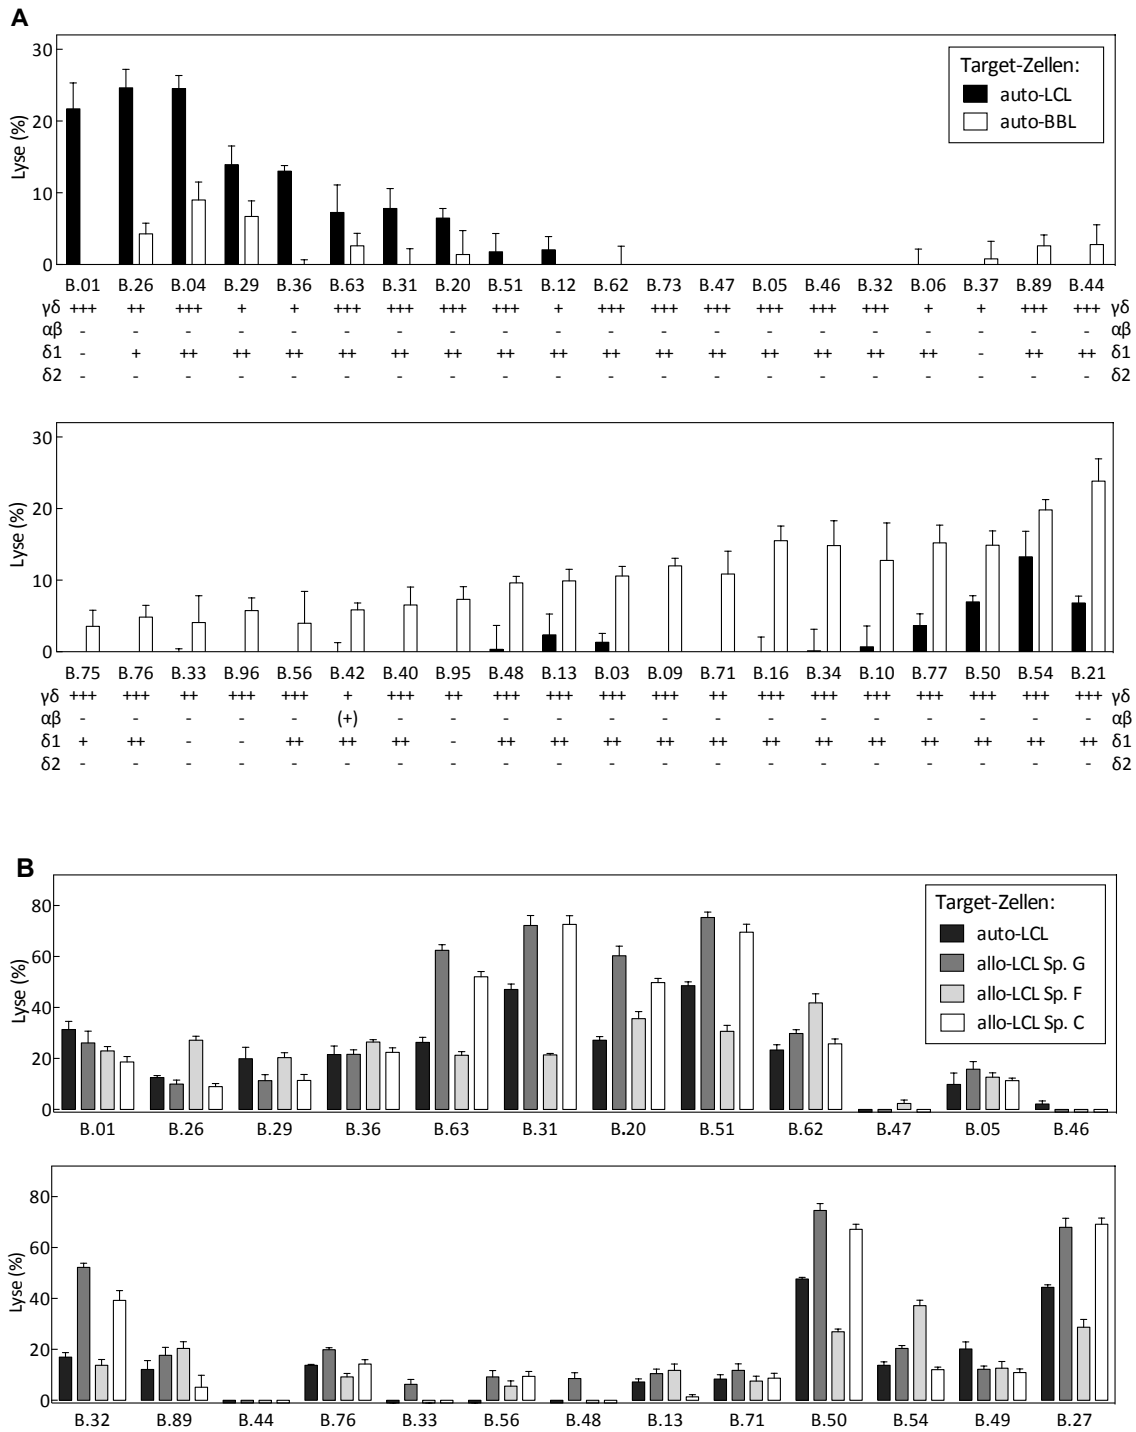 A
30
20
10
0
Lyse (%)
Target-Zellen:
auto-LCL
auto-BBL
B.01 B.26 B.04 B.29 B.36 B.63 B.31 B.20 B.51 B.12 B.62 B.73 B.47 B.05 B.46 B.32 B.06 B.37 B.89 B.44
γδ +++ ++ +++ + + +++ +++ +++ +++ + +++ +++ +++ +++ +++ +++ + + +++ +++ γδ
αβ - - - - - - - - - - - - - - - - - - - - αβ
δ1 - + ++ ++ ++ ++ ++ ++ ++ ++ ++ ++ ++ ++ ++ ++ ++ - ++ ++ δ1
δ2 - - - - - - - - - - - - - - - - - - - - δ2
30
20
10
0
Lyse (%)
B.75 B.76 B.33 B.96 B.56 B.42 B.40 B.95 B.48 B.13 B.03 B.09 B.71 B.16 B.34 B.10 B.77 B.50 B.54 B.21
γδ +++ +++ ++ +++ +++ + +++ ++ +++ +++ +++ +++ ++ +++ +++ +++ +++ +++ +++ +++ γδ
αβ - - - - - (+) - - - - - - - - - - - - - - αβ
δ1 + ++ - - ++ ++ ++ - ++ ++ ++ ++ ++ ++ ++ ++ ++ ++ ++ ++ δ1
δ2 - - - - - - - - - - - - - - - - - - - - δ2
B
80
60
40
20
0
Lyse (%)
Target-Zellen:
auto-LCL
allo-LCL Sp. G
allo-LCL Sp. F
allo-LCL Sp. C
B.01 B.26 B.29 B.36 B.63 B.31 B.20 B.51 B.62 B.47 B.05 B.46
80
60
40
20
0
Lyse (%)
B.32 B.89 B.44 B.76 B.33 B.56 B.48 B.13 B.71 B.50 B.54 B.49 B.27